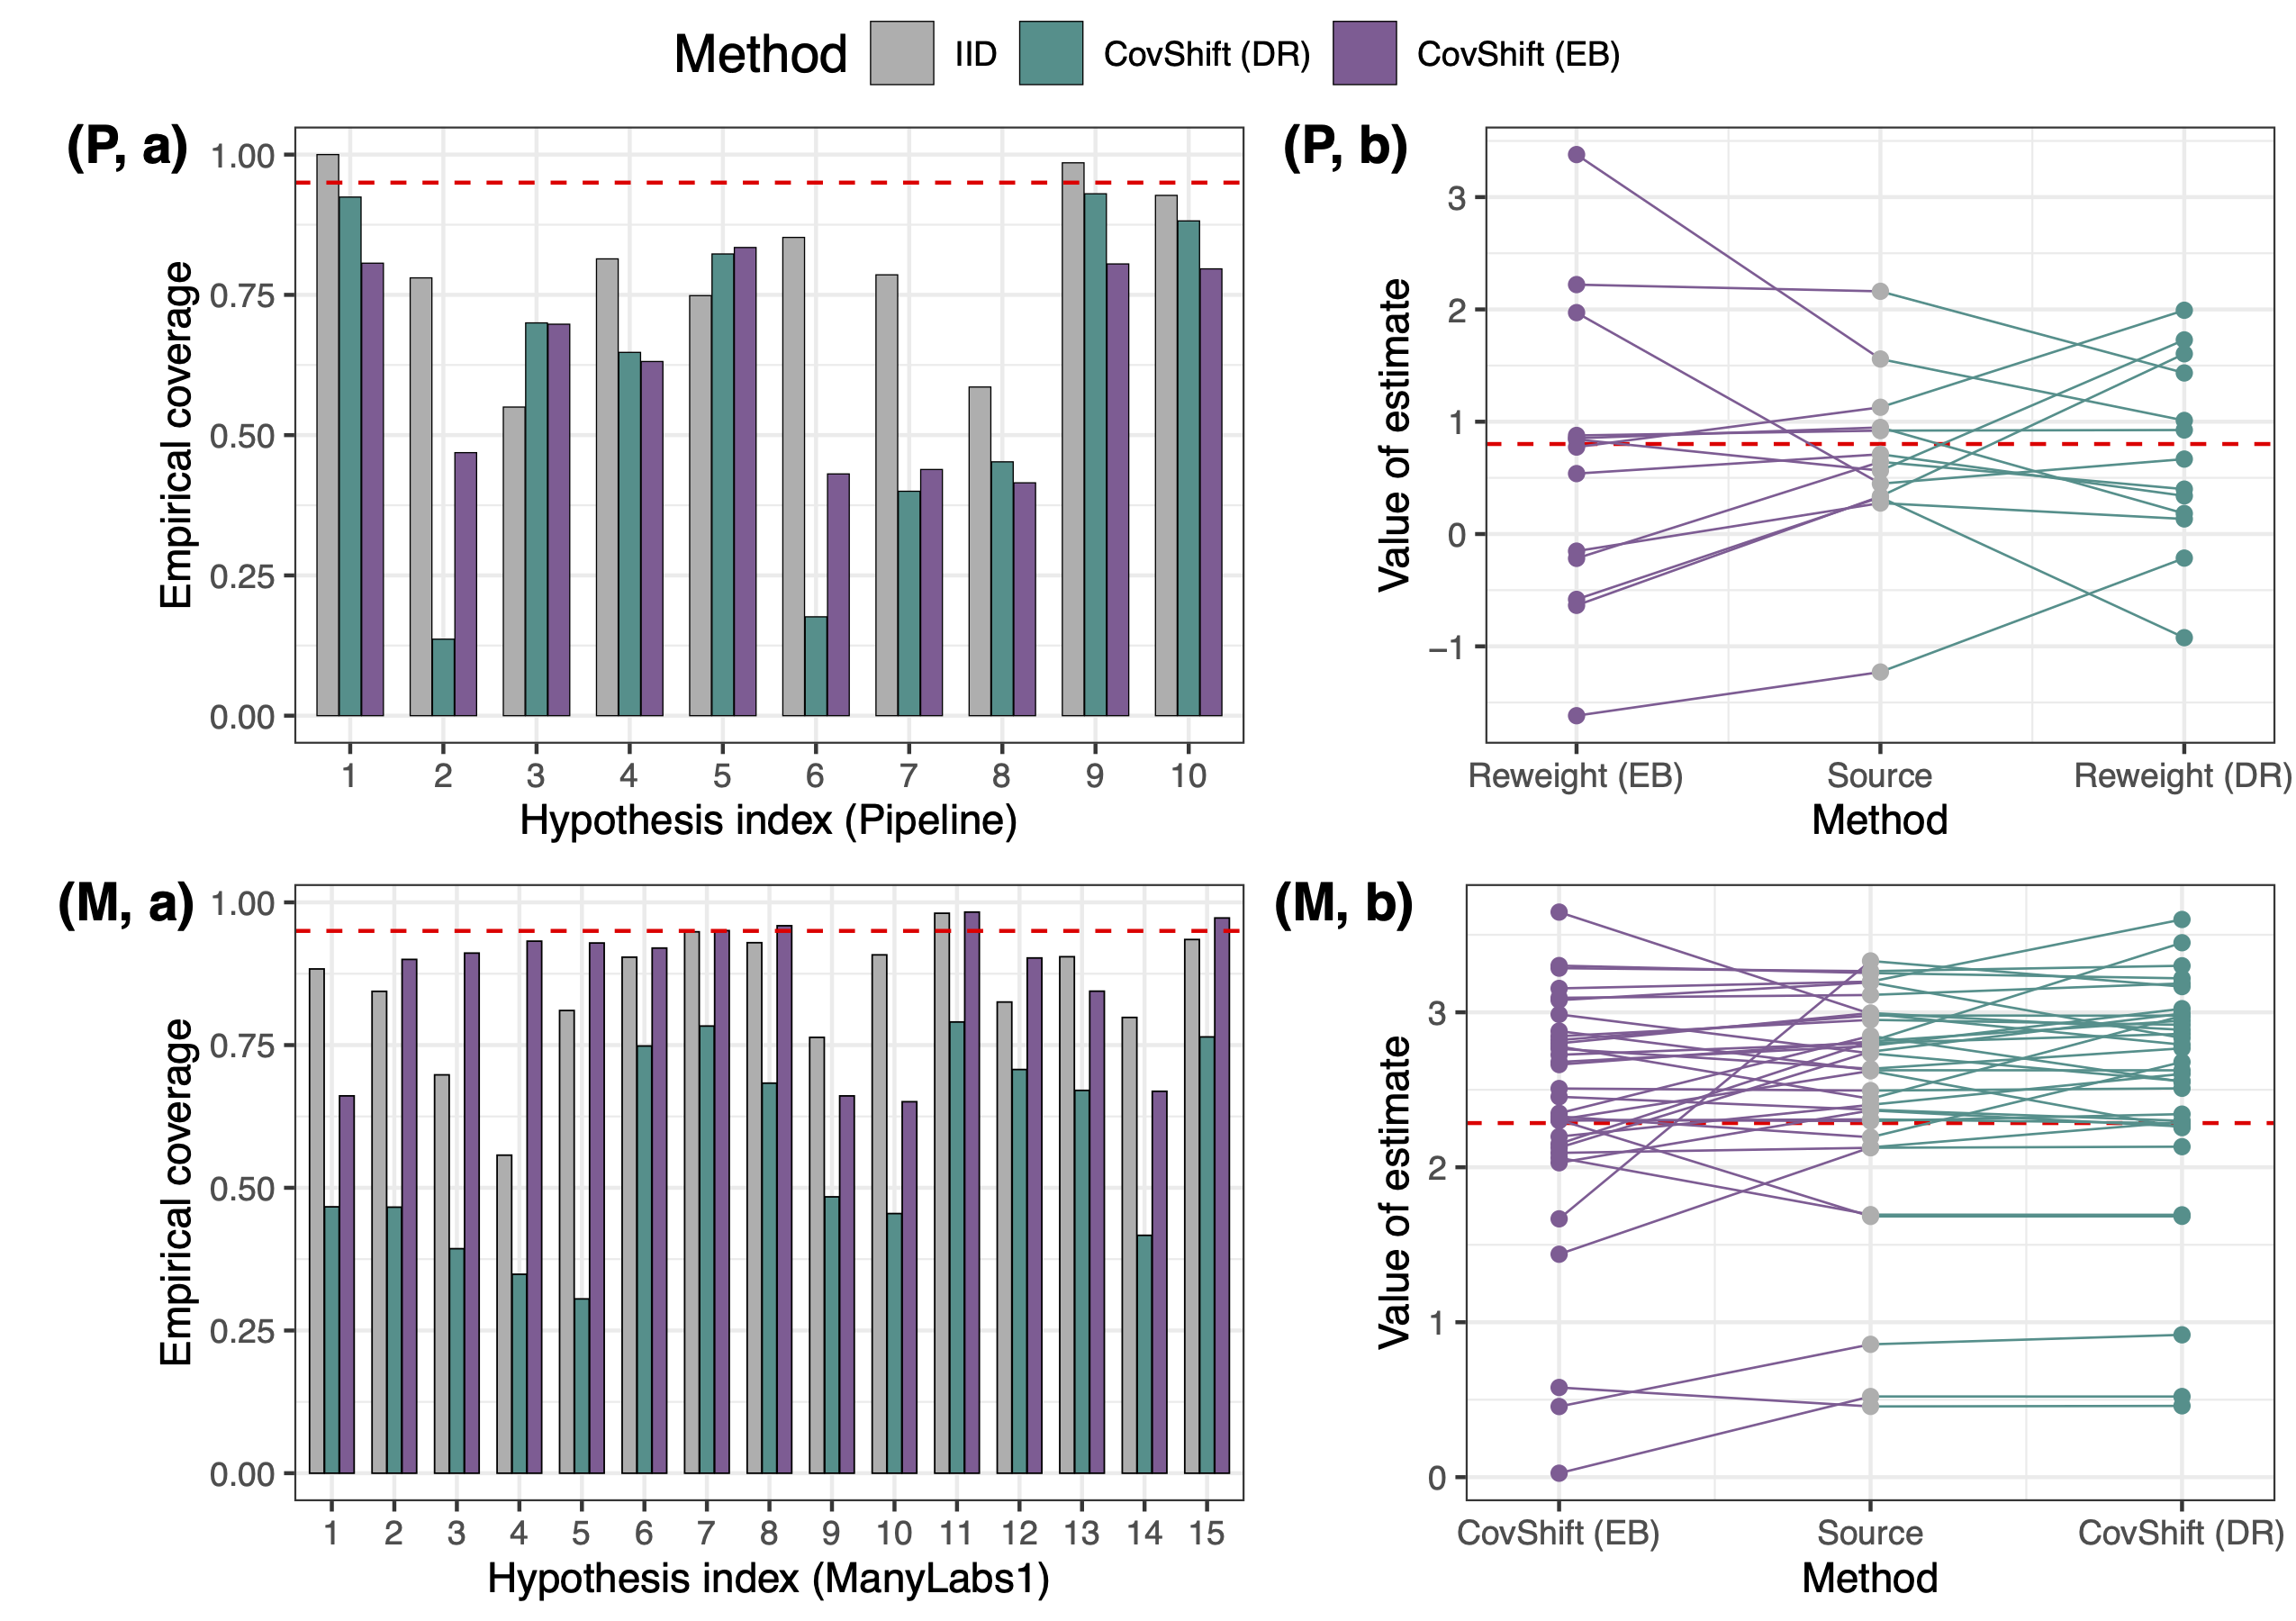 Method IID CovShift (DR) CovShift (EB)
(P, a)
1.00
0.75
0.50
0.25
0.00
Empirical coverage
1 2 3 4 5 6 7 8 9 10
Hypothesis index (Pipeline)
(P, b)
3
2
1
0
−1
Value of estimate
Reweight (EB) Source Reweight (DR)
Method
(M, a)
1.00
0.75
0.50
0.25
0.00
Empirical coverage
1 2 3 4 5 6 7 8 9 10 11 12 13 14 15
Hypothesis index (ManyLabs1)
(M, b)
3
2
1
0
Value of estimate
CovShift (EB) Source CovShift (DR)
Method